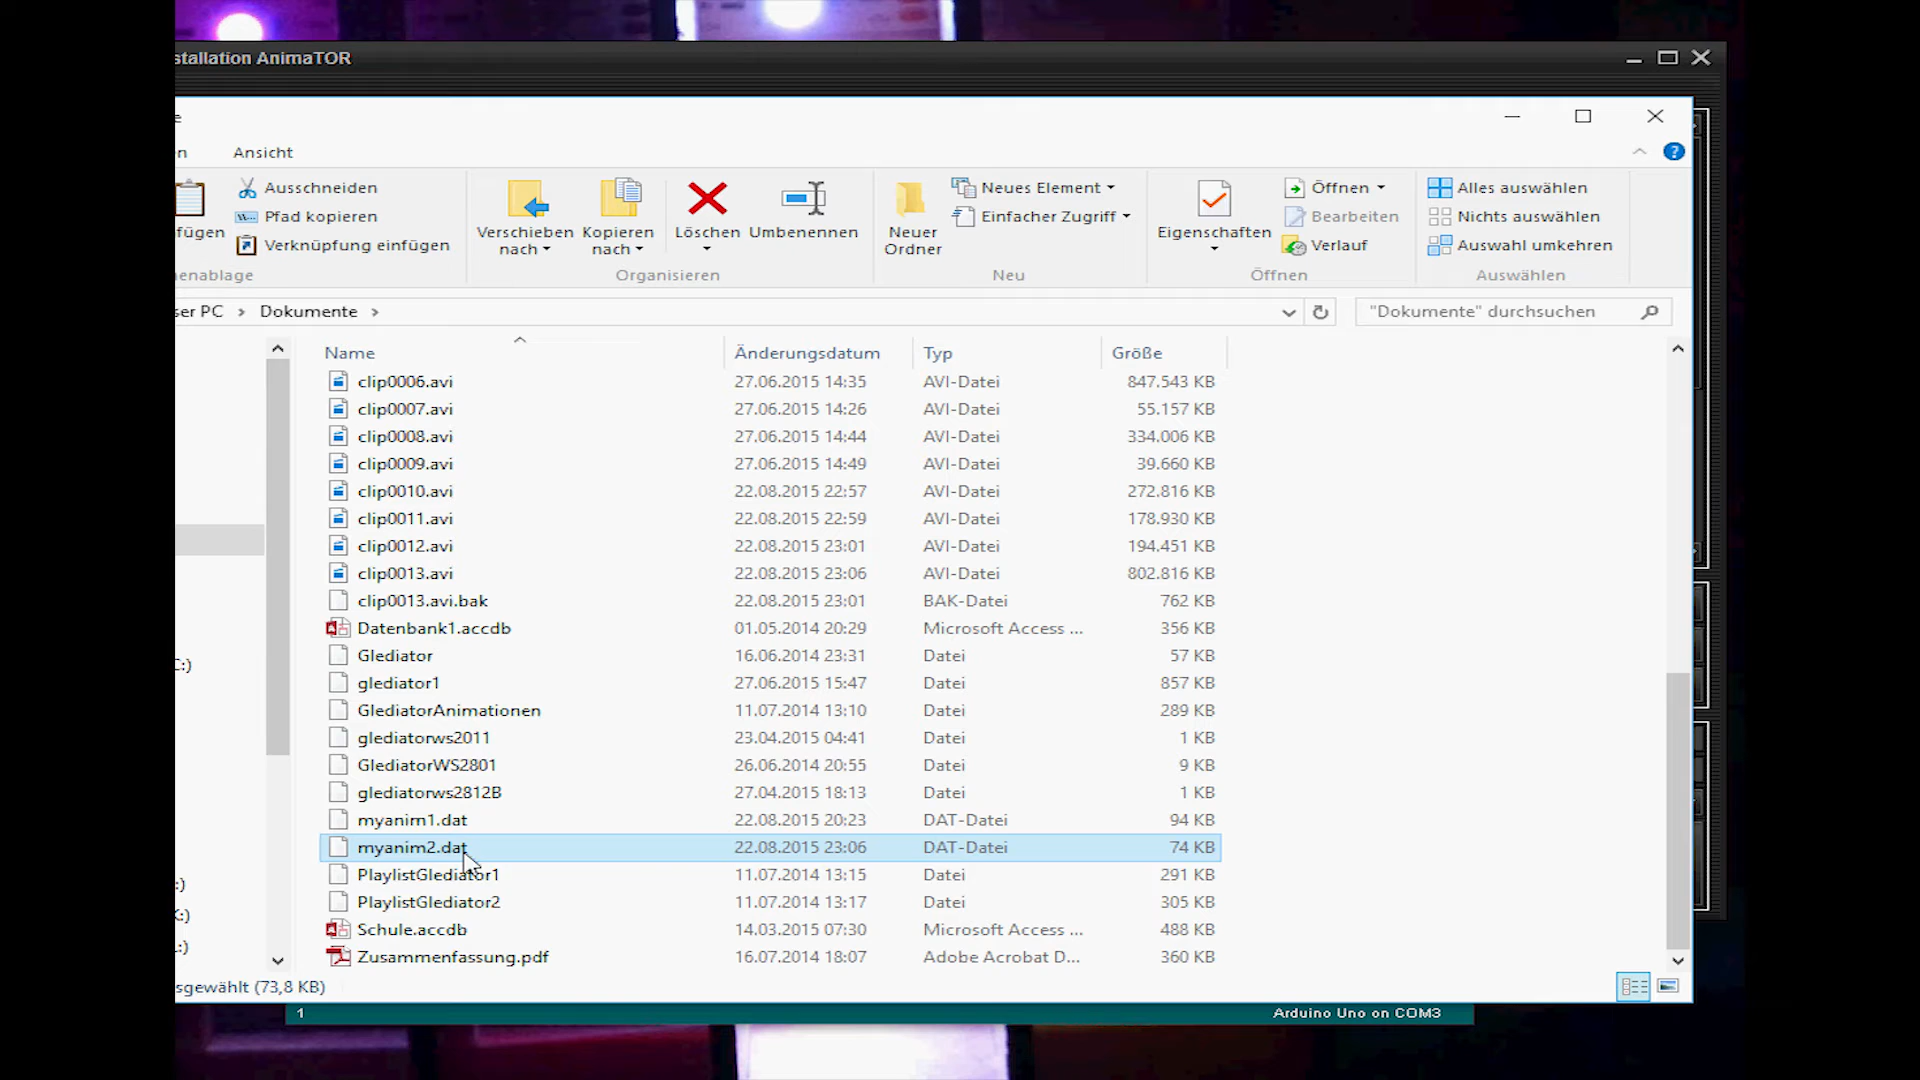 stallation AnimaTOR
e
n Ansicht
fügen
Ausschneiden
Pfad kopieren
Verknüpfung einfügen
enablage
Verschieben nach
Kopieren nach
Löschen
Umbenennen
Organisieren
Neuer Ordner
Neues Element
Einfacher Zugriff
Neu
Eigenschaften
Öffnen
Bearbeiten
Verlauf
Öffnen
Alles auswählen
Nichts auswählen
Auswahl umkehren
Auswählen
ser PC > Dokumente > "Dokumente" durchsuchen
Name Änderungsdatum Typ Größe
clip0006.avi 27.06.2015 14:35 AVI-Datei 847.543 KB
clip0007.avi 27.06.2015 14:26 AVI-Datei 55.157 KB
clip0008.avi 27.06.2015 14:44 AVI-Datei 334.006 KB
clip0009.avi 27.06.2015 14:49 AVI-Datei 39.660 KB
clip0010.avi 22.08.2015 22:57 AVI-Datei 272.816 KB
clip0011.avi 22.08.2015 22:59 AVI-Datei 178.930 KB
clip0012.avi 22.08.2015 23:01 AVI-Datei 194.451 KB
clip0013.avi 22.08.2015 23:06 AVI-Datei 802.816 KB
clip0013.avi.bak 22.08.2015 23:01 BAK-Datei 762 KB
Datenbank1.accdb 01.05.2014 20:29 Microsoft Access ... 356 KB
Glediator 16.06.2014 23:31 Datei 57 KB
glediator1 27.06.2015 15:47 Datei 857 KB
GlediatorAnimationen 11.07.2014 13:10 Datei 289 KB
glediatorws2011 23.04.2015 04:41 Datei 1 KB
GlediatorWS2801 26.06.2014 20:55 Datei 9 KB
glediatorws2812B 27.04.2015 18:13 Datei 1 KB
myanim1.dat 22.08.2015 20:23 DAT-Datei 94 KB
myanim2.dat 22.08.2015 23:06 DAT-Datei 74 KB
PlaylistGlediator1 11.07.2014 13:15 Datei 291 KB
PlaylistGlediator2 11.07.2014 13:17 Datei 305 KB
Schule.accdb 14.03.2015 07:30 Microsoft Access ... 488 KB
Zusammenfassung.pdf 16.07.2014 18:07 Adobe Acrobat D... 360 KB
:)
:)
:)
:)
sgewählt (73,8 KB)
1 Arduino Uno on COM3